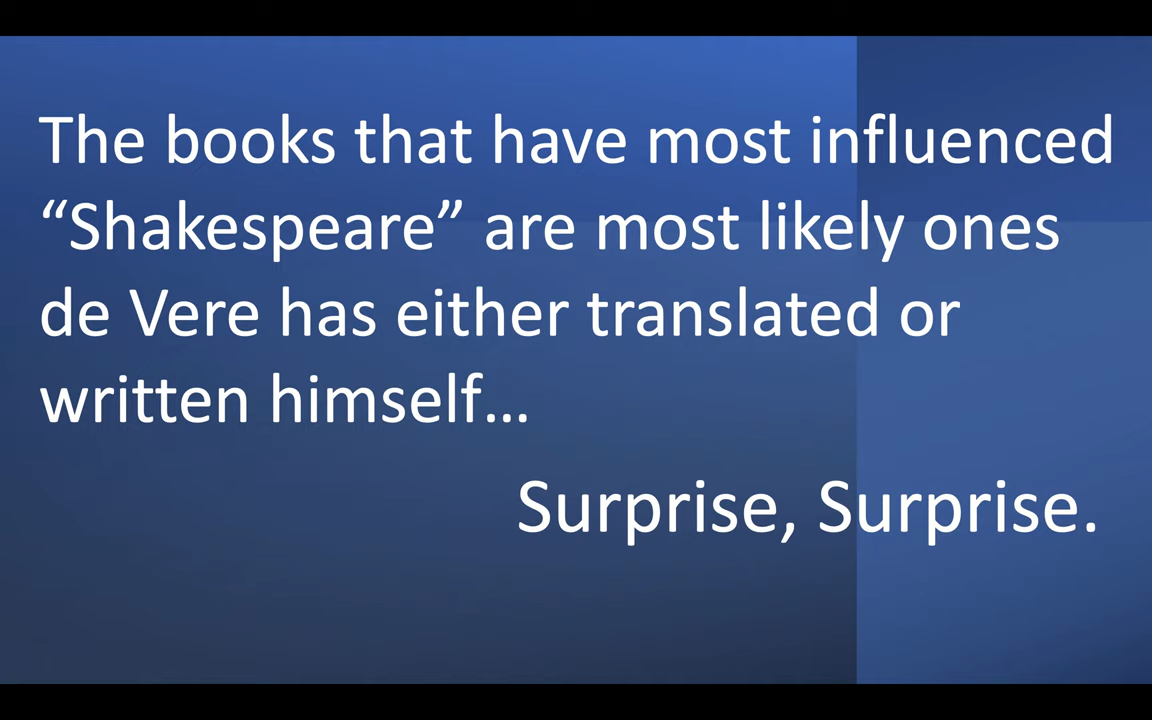 The books that have most influenced
“Shakespeare” are most likely ones
de Vere has either translated or
written himself…
Surprise, Surprise.